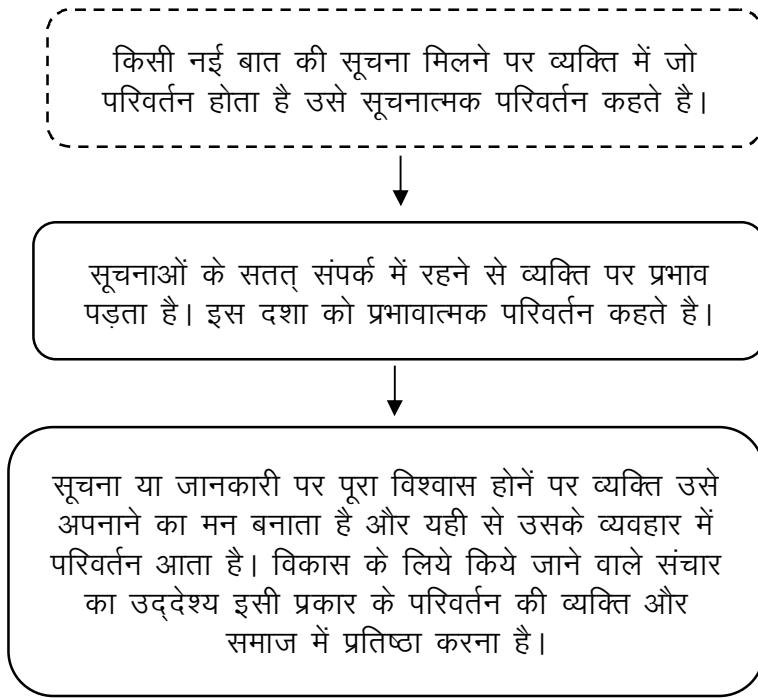 किसी नई बात की सूचना मिलने पर व्यक्ति में जो
परिवर्तन होता है उसे सूचनात्मक परिवर्तन कहते है।
सूचनाओं के सतत् संपर्क में रहने से व्यक्ति पर प्रभाव
पड़ता है। इस दशा को प्रभावात्मक परिवर्तन कहते है।
सूचना या जानकारी पर पूरा विश्वास होनें पर व्यक्ति उसे
अपनाने का मन बनाता है और यही से उसके व्यवहार में
परिवर्तन आता है। विकास के लिये किये जाने वाले संचार
का उद्देश्य इसी प्रकार के परिवर्तन की व्यक्ति और
समाज में प्रतिष्ठा करना है।